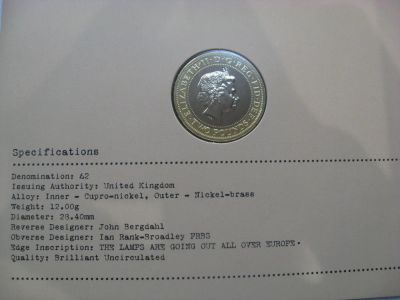 ELIZABETH·II·D·G·REG·FID·DEF·
TWO POUNDS
Specifications
Denomination: £2
Issuing Authority: United Kingdom
Alloy: Inner - Cupro-nickel, Outer - Nickel-brass
Weight: 12.00g
Diameter: 28.40mm
Reverse Designer: John Bergdahl
Obverse Designer: Ian Rank-Broadley FRBS
Edge Inscription: THE LAMPS ARE GOING OUT ALL OVER EUROPE·
Quality: Brilliant Uncirculated